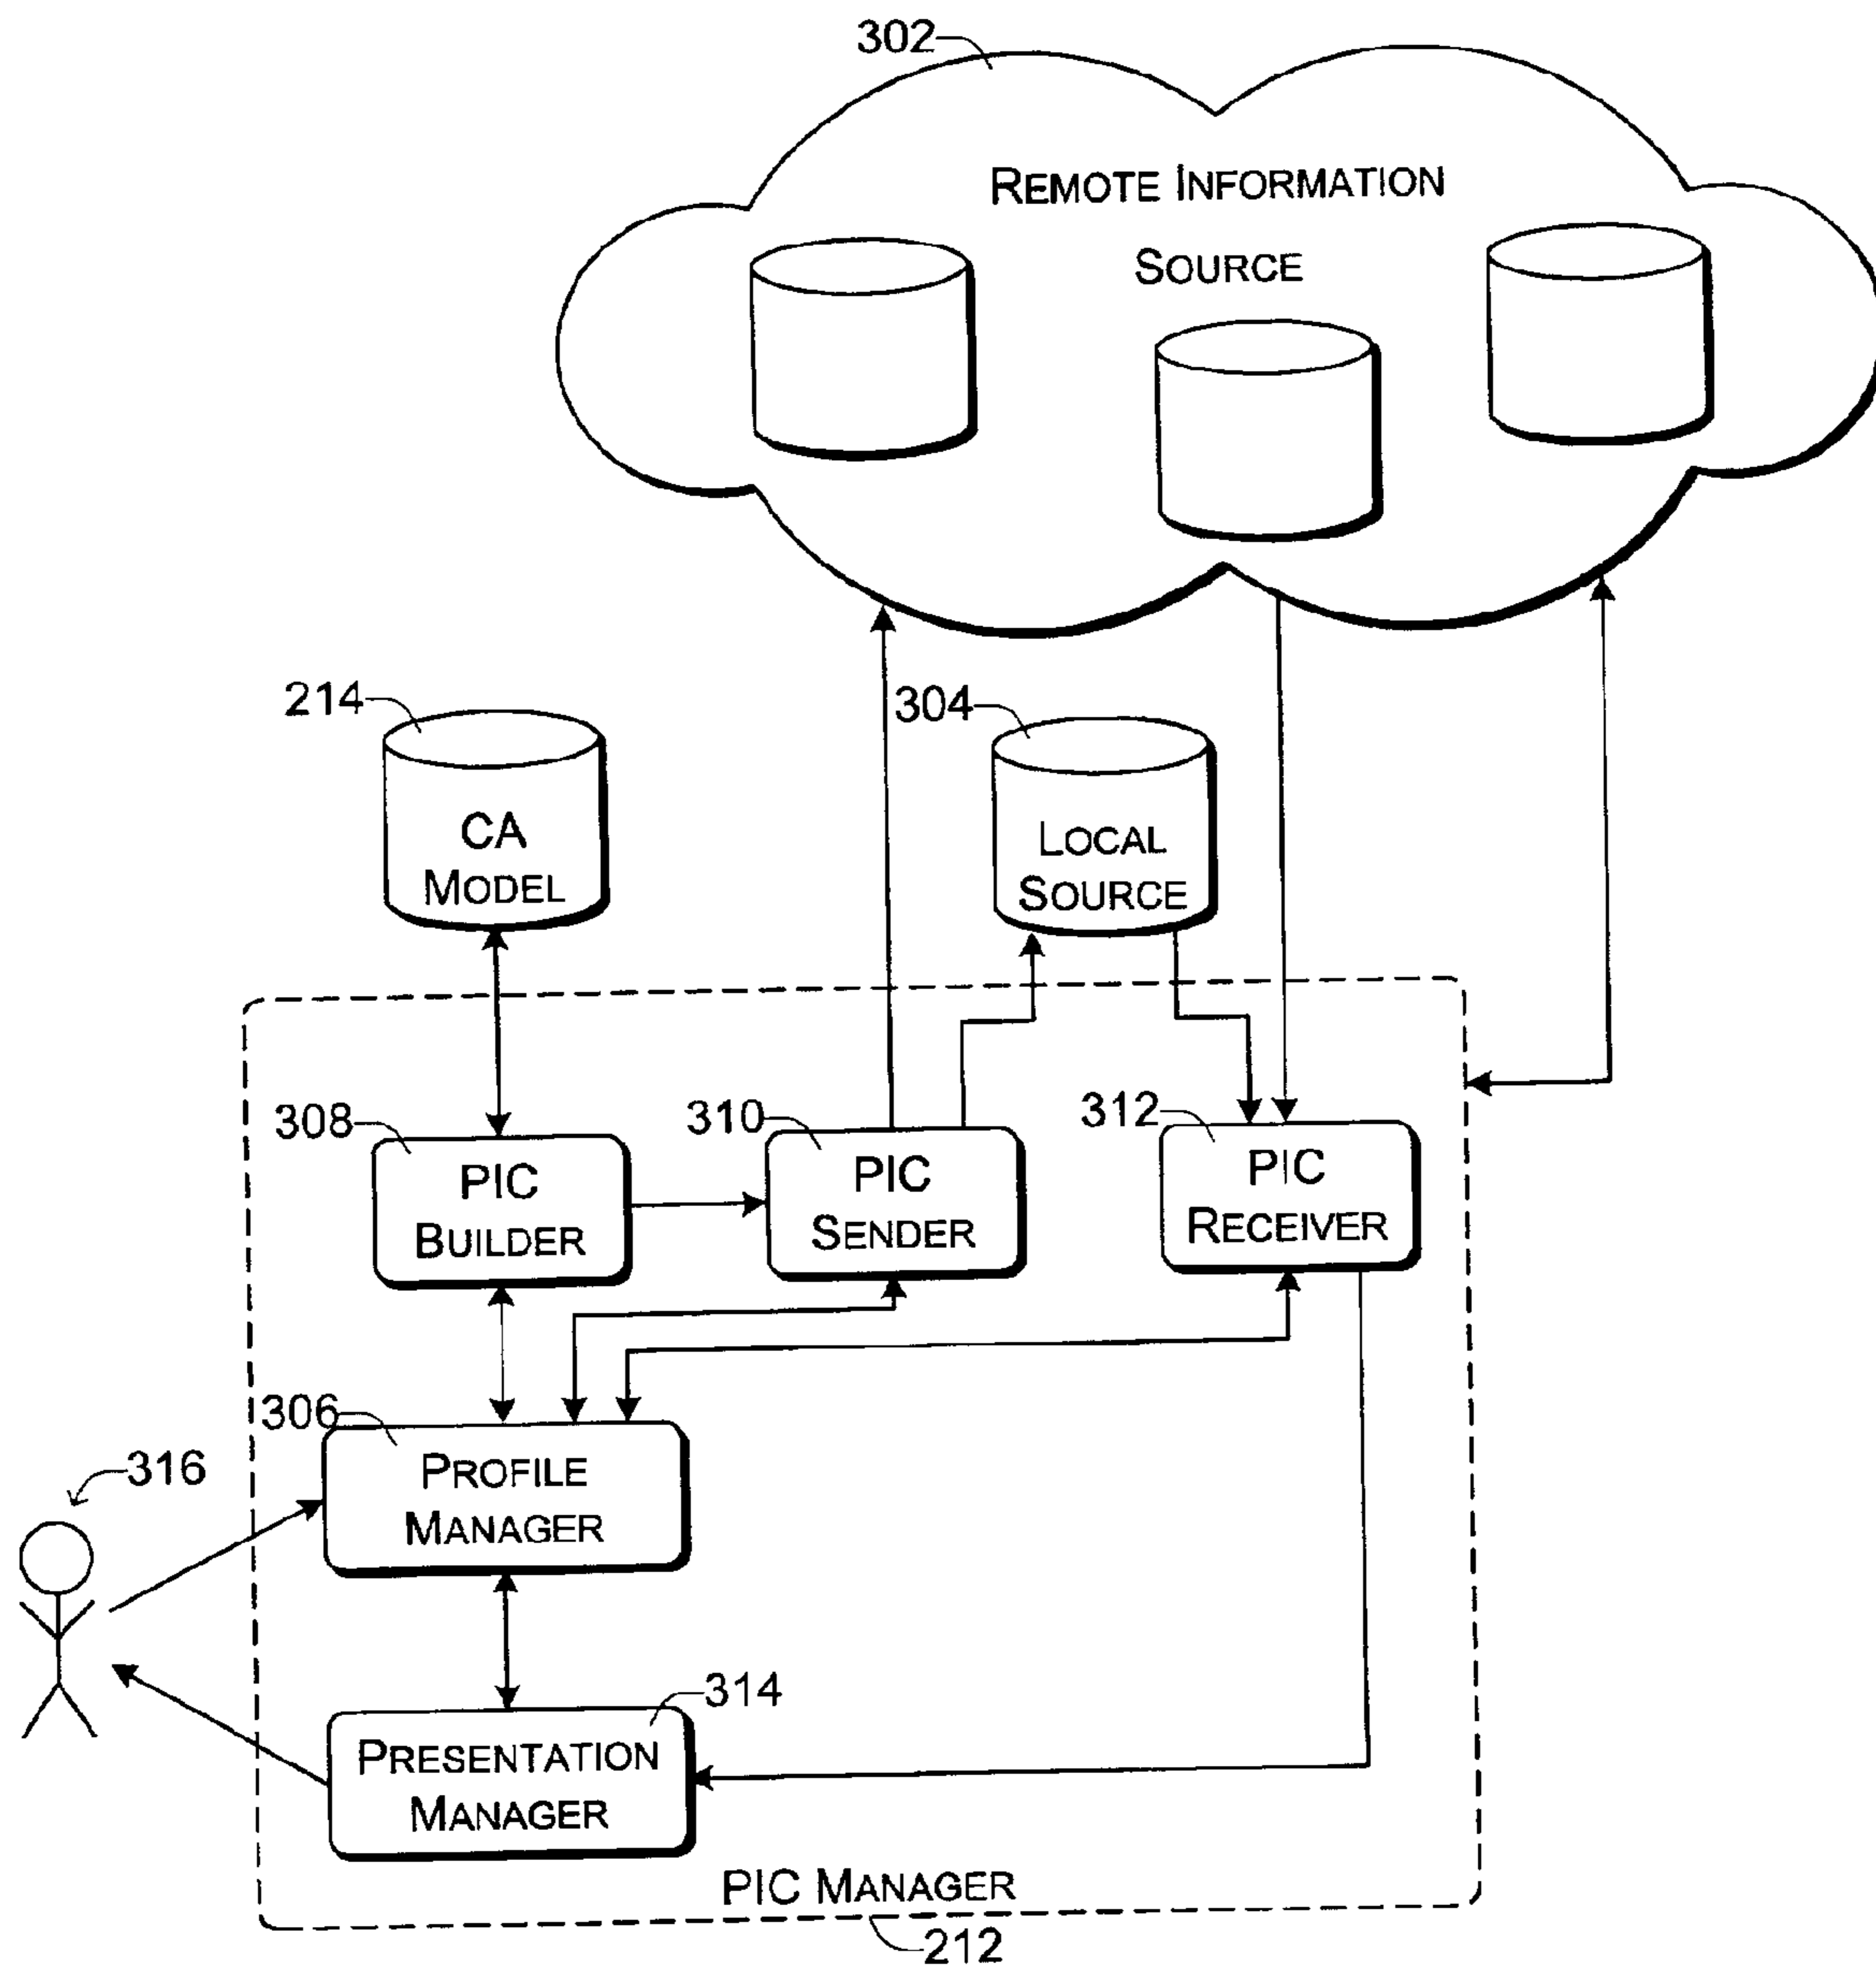 302
REMOTE INFORMATION
SOURCE
214
304
CA
MODEL
LOCAL
SOURCE
308
310
312
PIC
BUILDER
PIC
SENDER
PIC
RECEIVER
306
PROFILE
MANAGER
316
314
PRESENTATION
MANAGER
PIC MANAGER
212